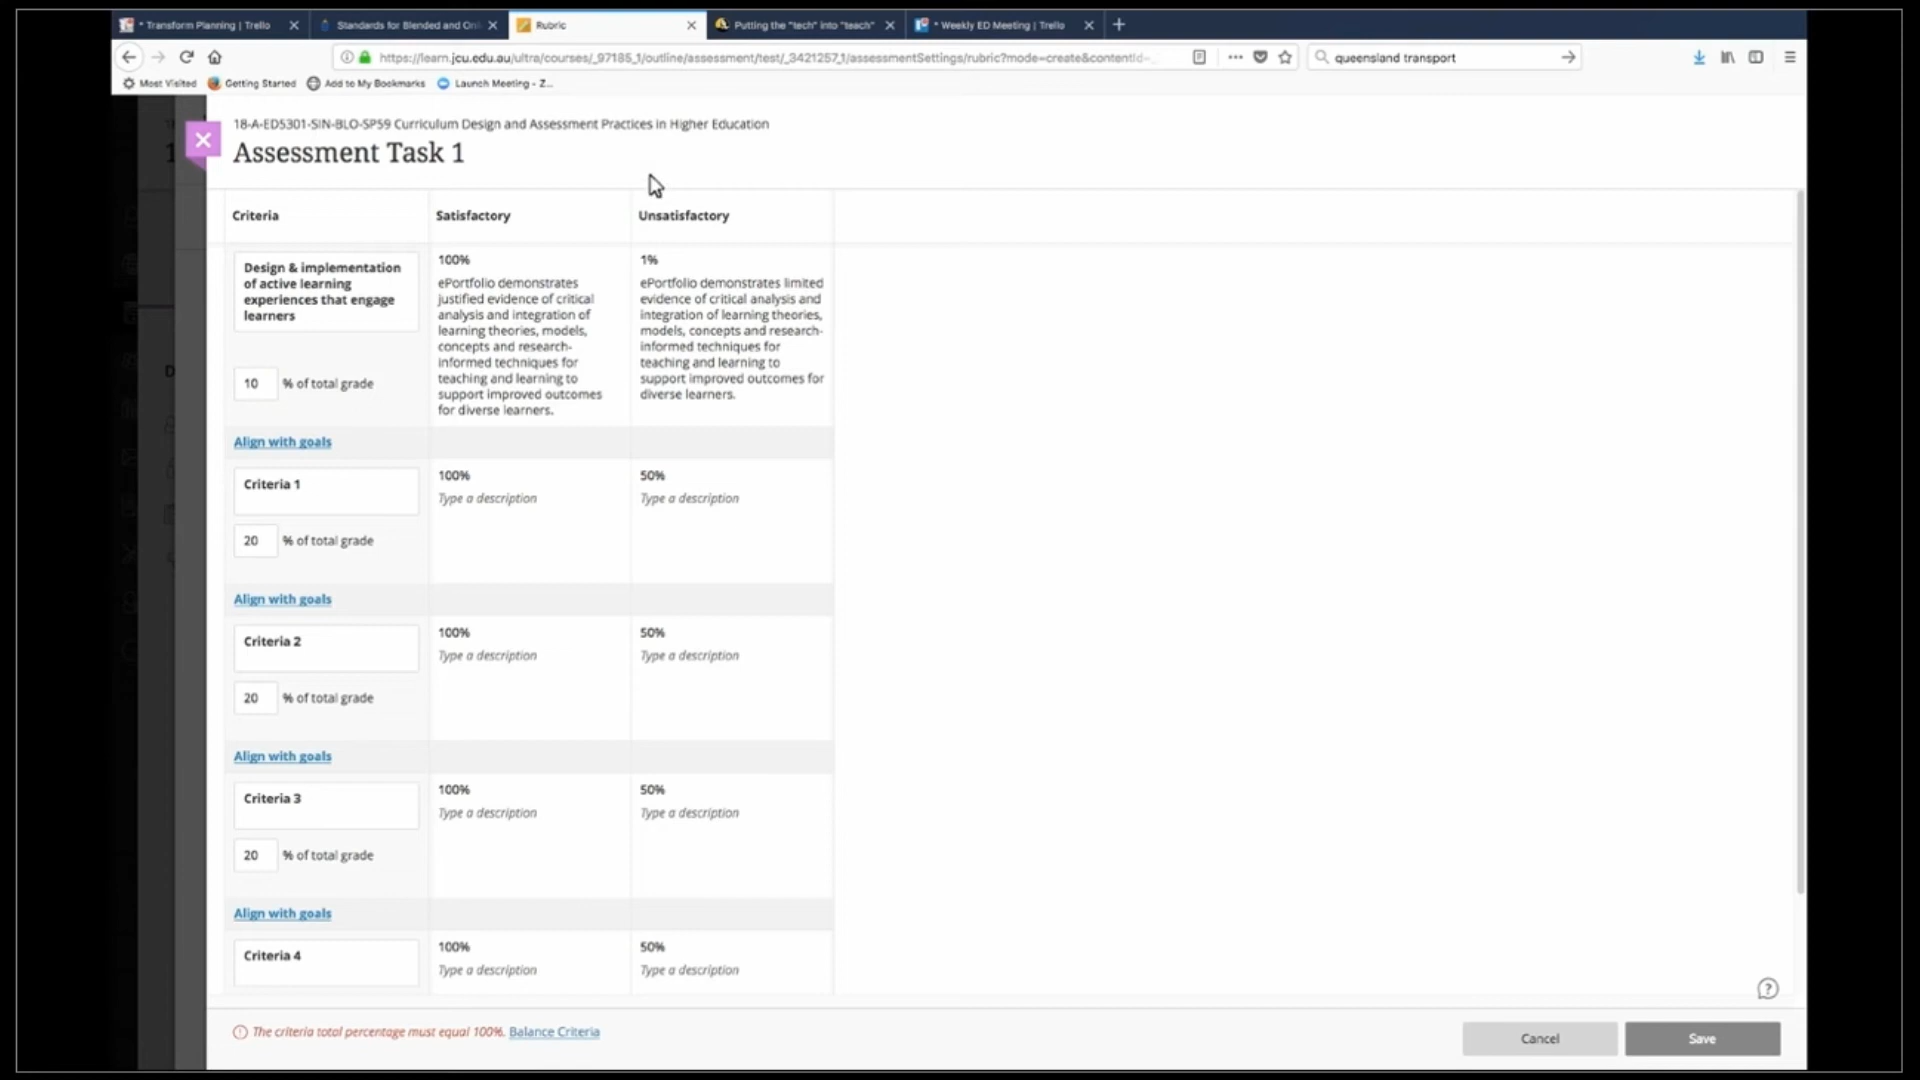 * Transform Planning | Trello
Standards for Blended and Onl
Rubric
Putting the "tech" into "teach"
* Weekly ED Meeting | Trello
https://learn.jcu.edu.au/ultra/courses/_97185_1/outline/assessment/test/_3421257_1/assessmentSettings/rubric?mode=create&contentId=
queensland transport
Most Visited
Getting Started
Add to My Bookmarks
Launch Meeting - Z...
18-A-ED5301-SIN-BLO-SP59 Curriculum Design and Assessment Practices in Higher Education
Assessment Task 1
Criteria
Satisfactory
Unsatisfactory
Design & implementation
of active learning
experiences that engage
learners
10 % of total grade
100%
ePortfolio demonstrates
justified evidence of critical
analysis and integration of
learning theories, models,
concepts and research-
informed techniques for
teaching and learning to
support improved outcomes
for diverse learners.
1%
ePortfolio demonstrates limited
evidence of critical analysis and
integration of learning theories,
models, concepts and research-
informed techniques for
teaching and learning to
support improved outcomes for
diverse learners.
Align with goals
Criteria 1
20 % of total grade
100%
Type a description
50%
Type a description
Align with goals
Criteria 2
20 % of total grade
100%
Type a description
50%
Type a description
Align with goals
Criteria 3
20 % of total grade
100%
Type a description
50%
Type a description
Align with goals
Criteria 4
100%
Type a description
50%
Type a description
The criteria total percentage must equal 100%. Balance Criteria
Cancel
Save